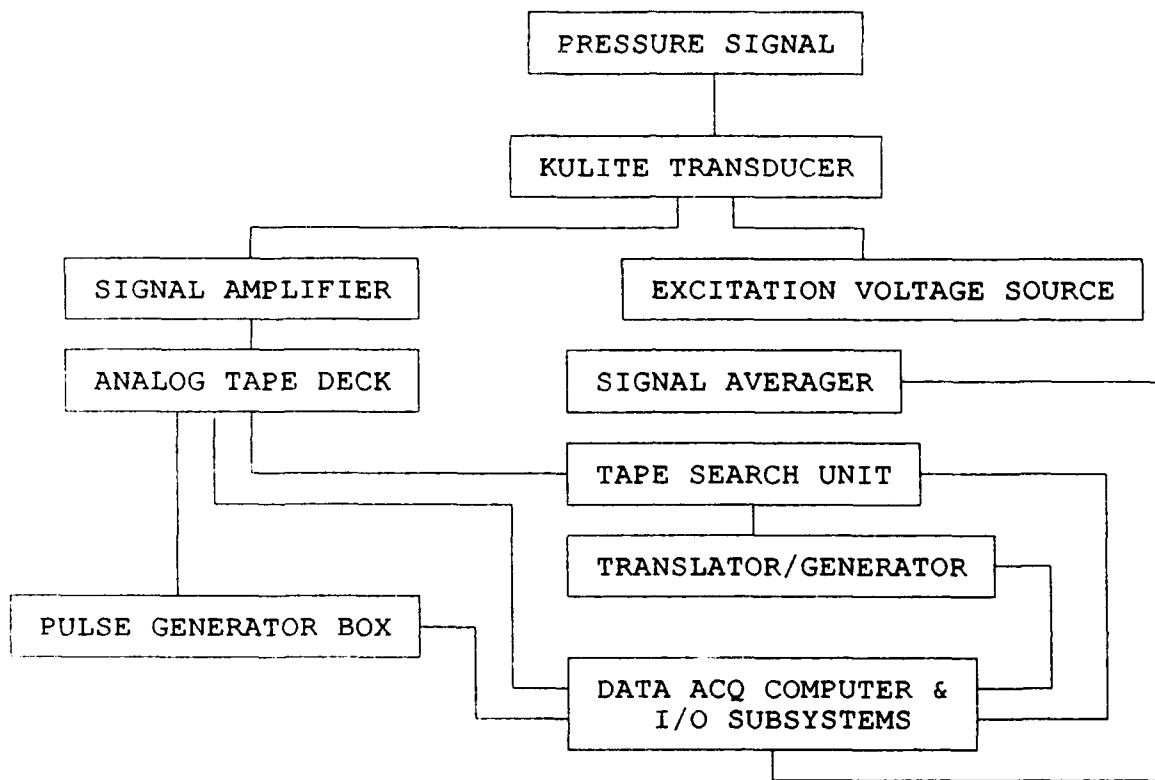 PRESSURE SIGNAL
KULITE TRANSDUCER
SIGNAL AMPLIFIER
EXCITATION VOLTAGE SOURCE
ANALOG TAPE DECK
SIGNAL AVERAGER
TAPE SEARCH UNIT
TRANSLATOR/GENERATOR
PULSE GENERATOR BOX
DATA ACQ COMPUTER &
I/O SUBSYSTEMS